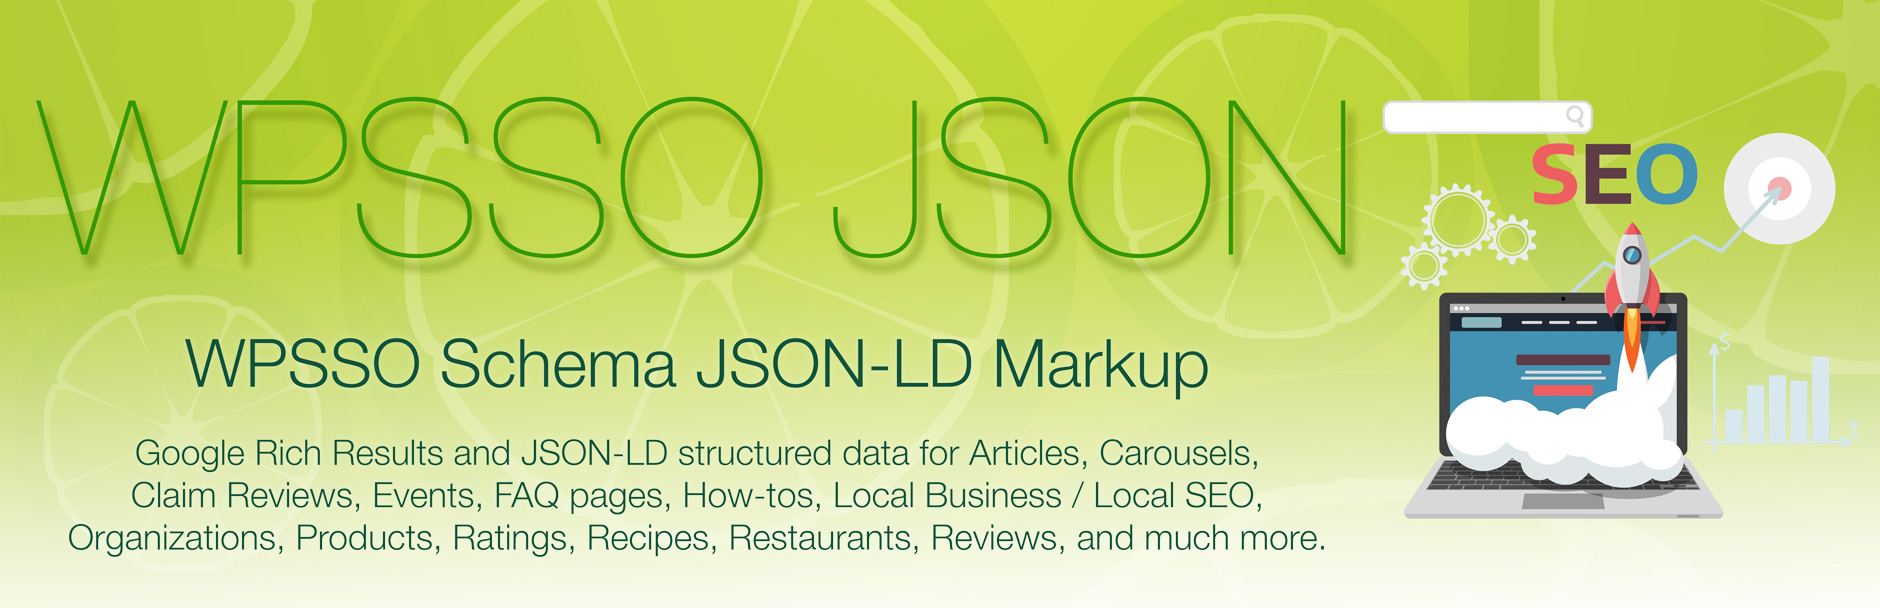 WPSSO JSON
SEO
WPSSO Schema JSON-LD Markup
$
Google Rich Results and JSON-LD structured data for Articles, Carousels,
Claim Reviews, Events, FAQ pages, How-tos, Local Business / Local SEO,
Organizations, Products, Ratings, Recipes, Restaurants, Reviews, and much more.
t